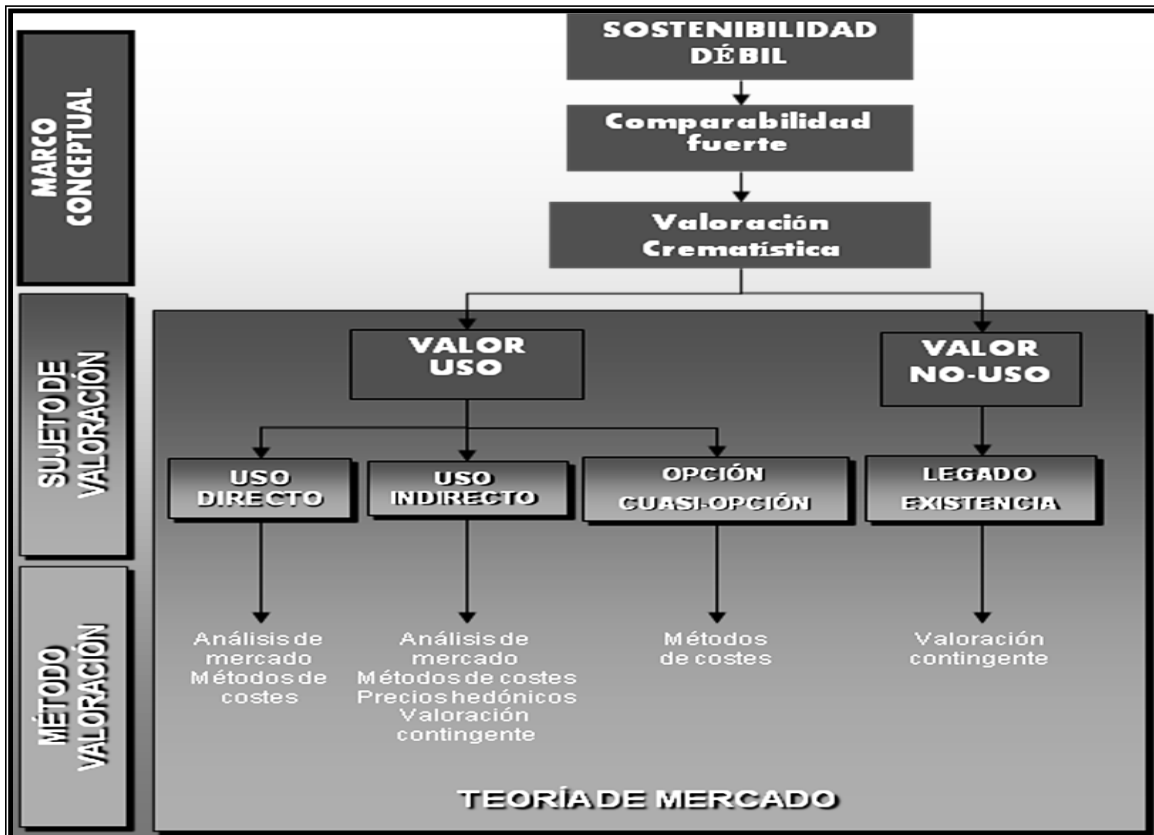 MARCO
CONCEPTUAL
SOSTENIBILIDAD
DÉBIL
Comparabilidad
fuerte
Valoración
Crematística
SUJETO DE
VALORACIÓN
VALOR
USO
VALOR
NO-USO
USO
DIRECTO
USO
INDIRECTO
OPCIÓN
CUASI-OPCIÓN
LEGADO
EXISTENCIA
MÉTODO
VALORACIÓN
Análisis de
mercado
Métodos de
costes
Análisis de
mercado
Métodos de costes
Precios hedónicos
Valoración
contingente
Métodos
de costes
Valoración
contingente
TEORÍA DE MERCADO